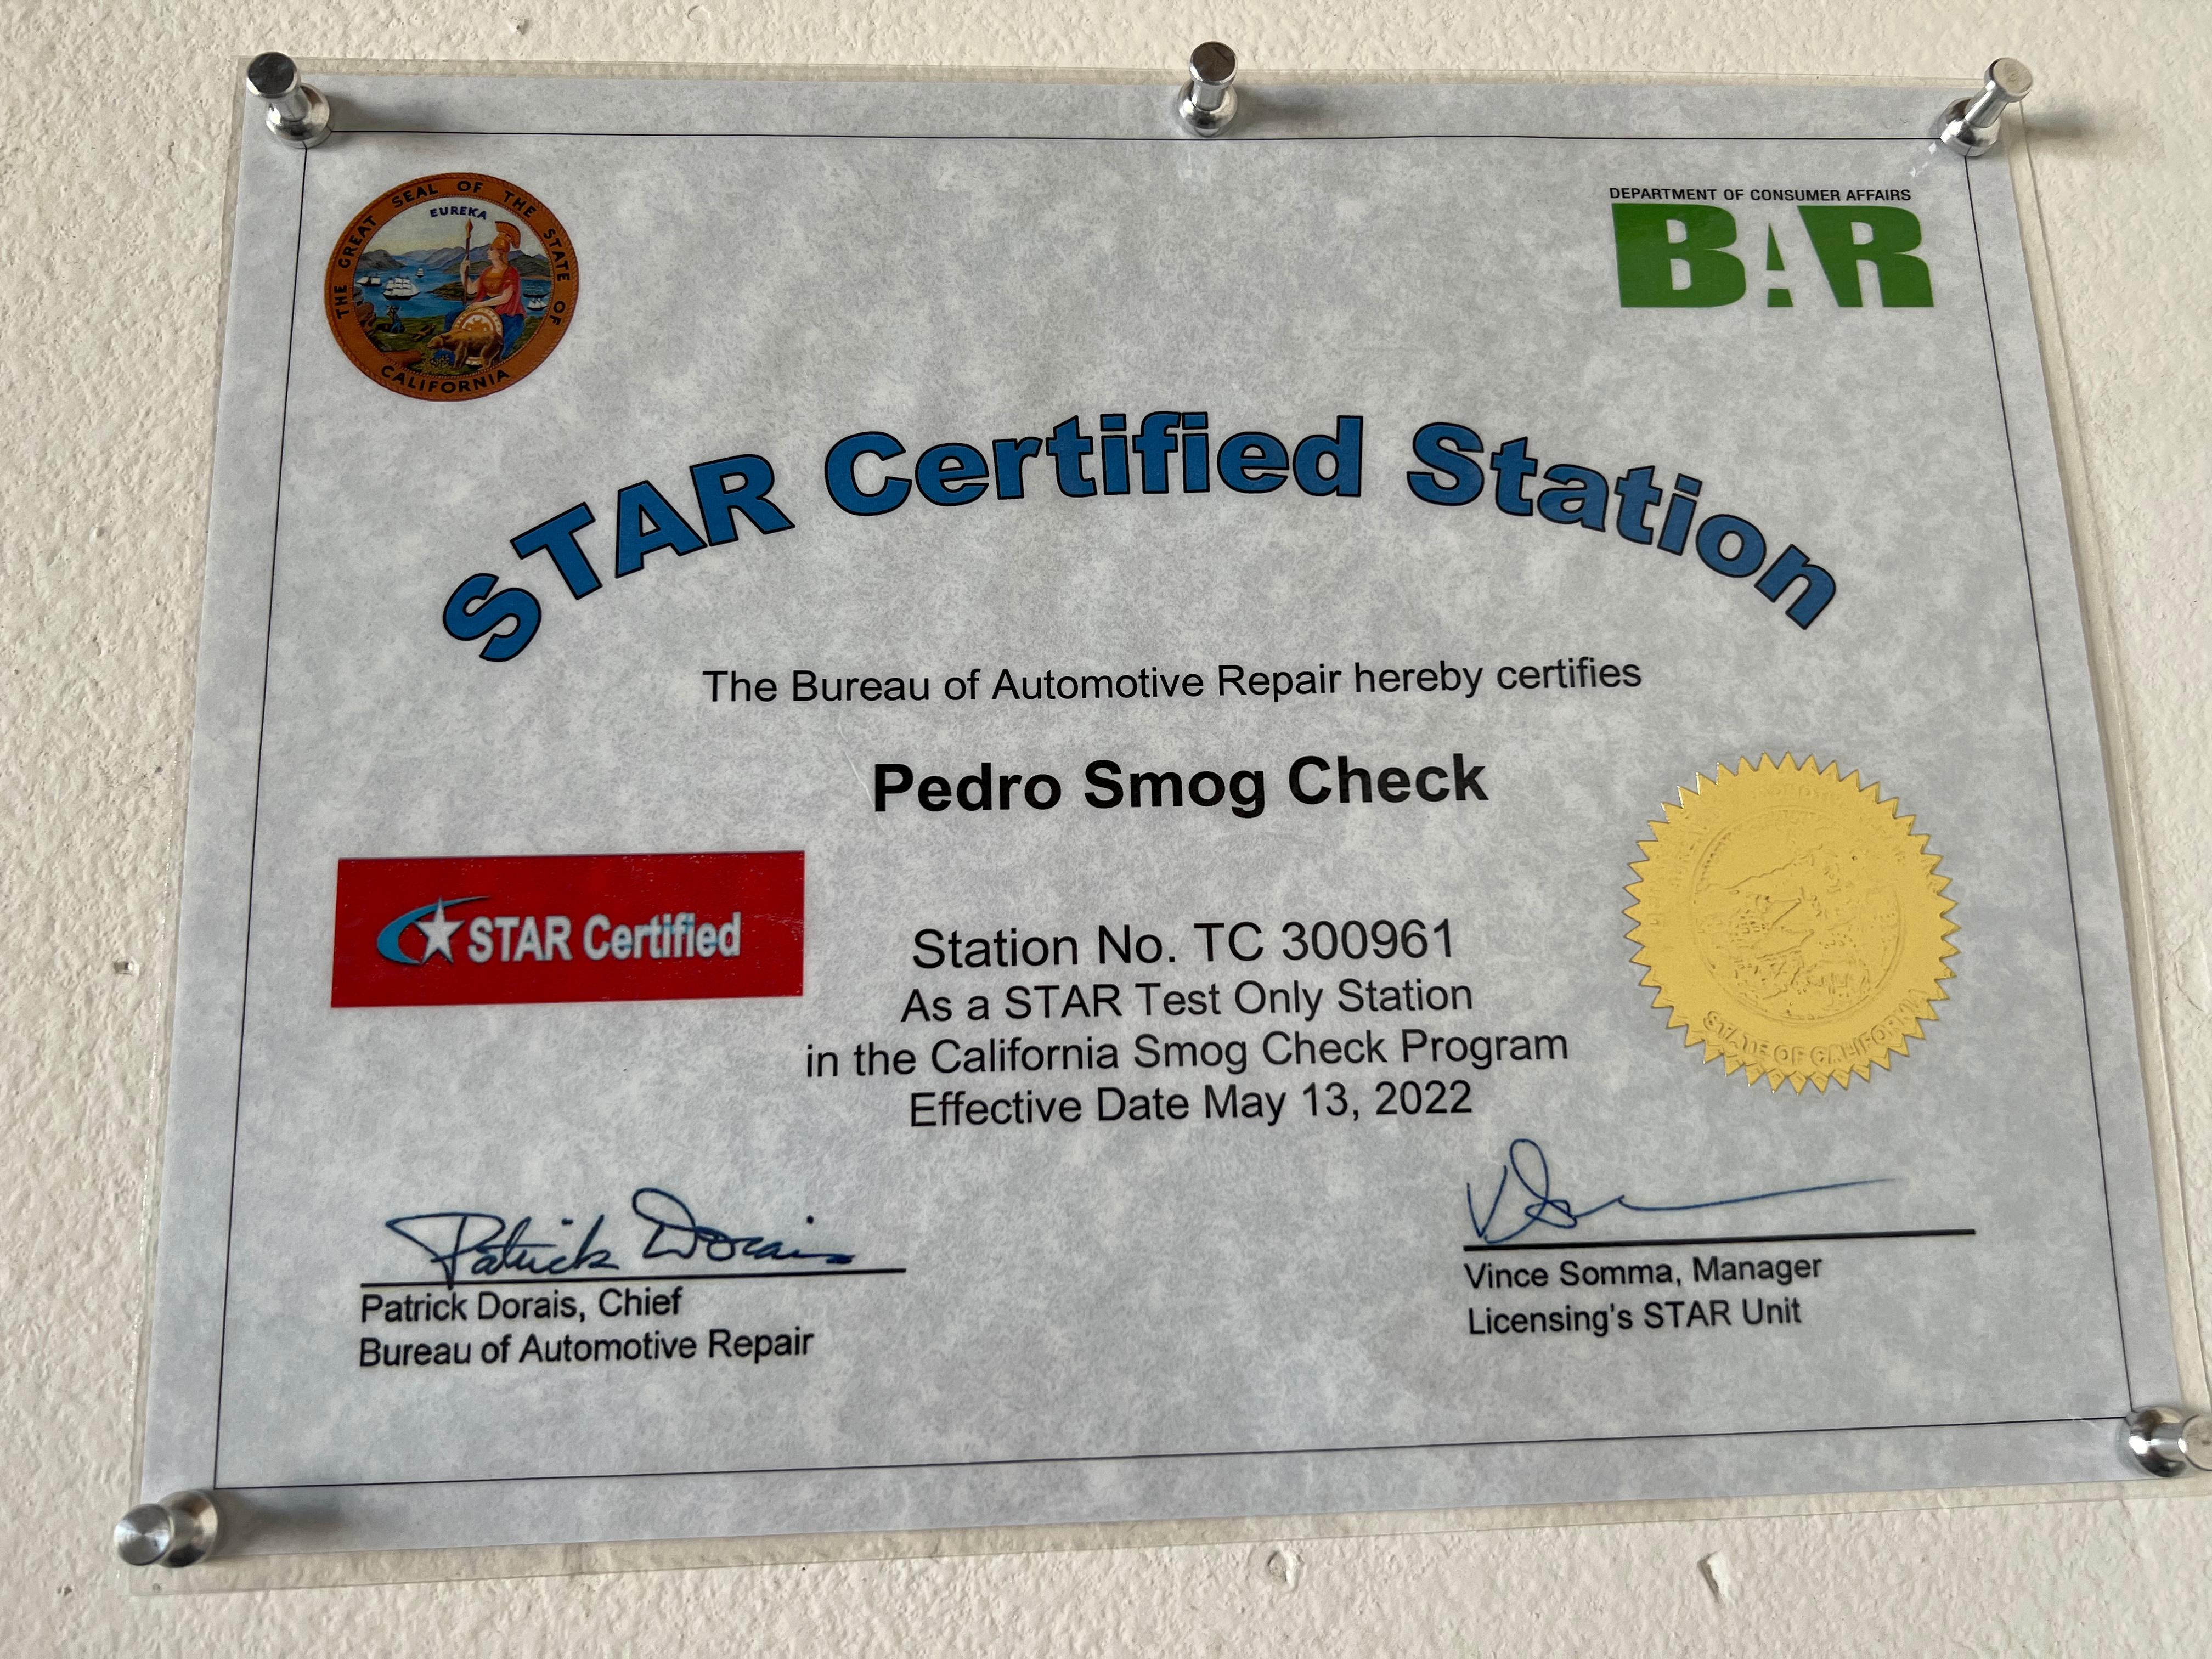 THE GREAT SEAL OF THE STATE OF CALIFORNIA
EUREKA
DEPARTMENT OF CONSUMER AFFAIRS
BAR
STAR Certified Station
The Bureau of Automotive Repair hereby certifies
Pedro Smog Check
STAR Certified
Station No. TC 300961
As a STAR Test Only Station
in the California Smog Check Program
Effective Date May 13, 2022
STATE OF CALIFORNIA
Patrick Dorais
Patrick Dorais, Chief
Bureau of Automotive Repair
Vince Somma, Manager
Licensing's STAR Unit